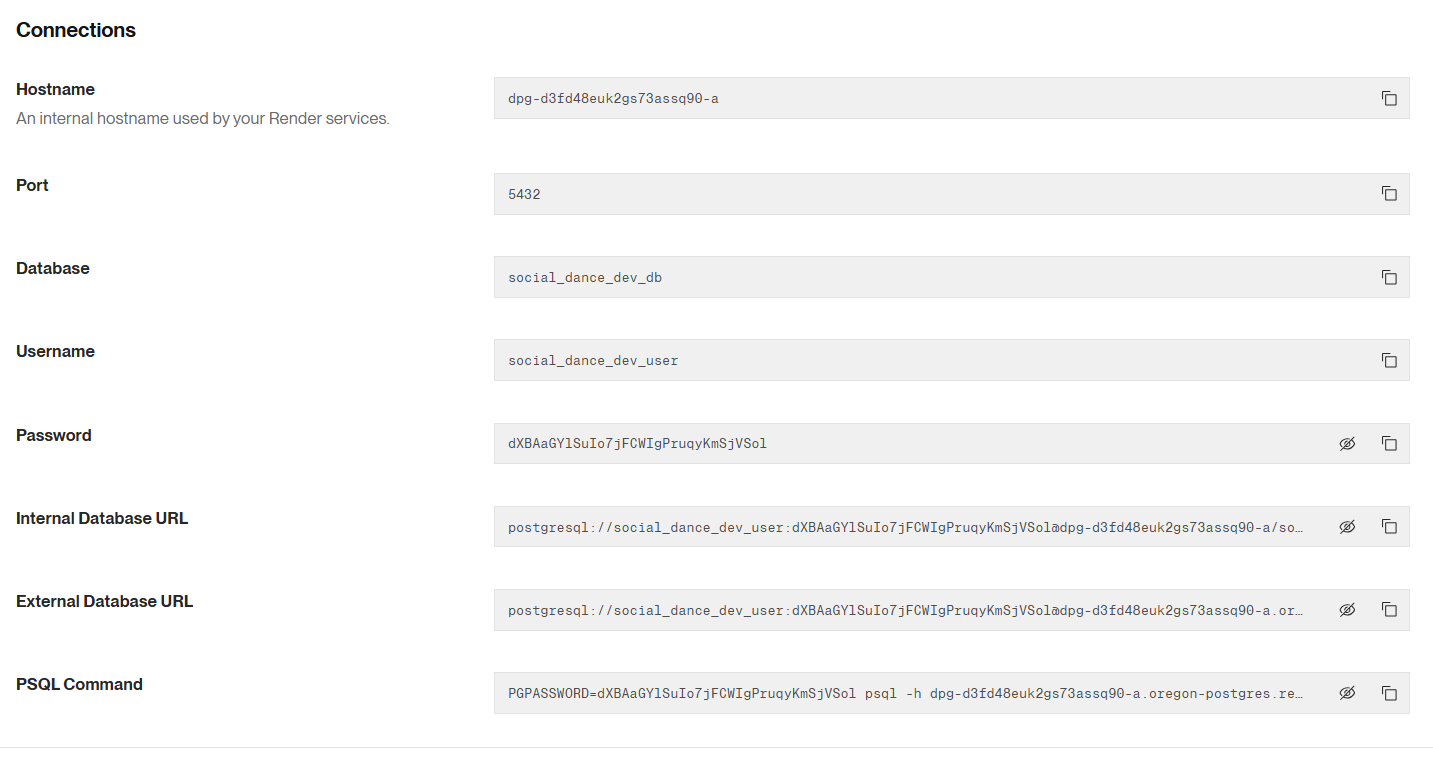 Connections
Hostname
An internal hostname used by your Render services.
dpg-d3fd48euk2gs73assq90-a
Port
5432
Database
social_dance_dev_db
Username
social_dance_dev_user
Password
dXBAaGYlSuIo7jFCWIgPruqyKmSjVSol
Internal Database URL
postgresql://social_dance_dev_user:dXBAaGYlSuIo7jFCWIgPruqyKmSjVSol@dpg-d3fd48euk2gs73assq90-a/so…
External Database URL
postgresql://social_dance_dev_user:dXBAaGYlSuIo7jFCWIgPruqyKmSjVSol@dpg-d3fd48euk2gs73assq90-a.or…
PSQL Command
PGPASSWORD=dXBAaGYlSuIo7jFCWIgPruqyKmSjVSol psql -h dpg-d3fd48euk2gs73assq90-a.oregon-postgres.re…